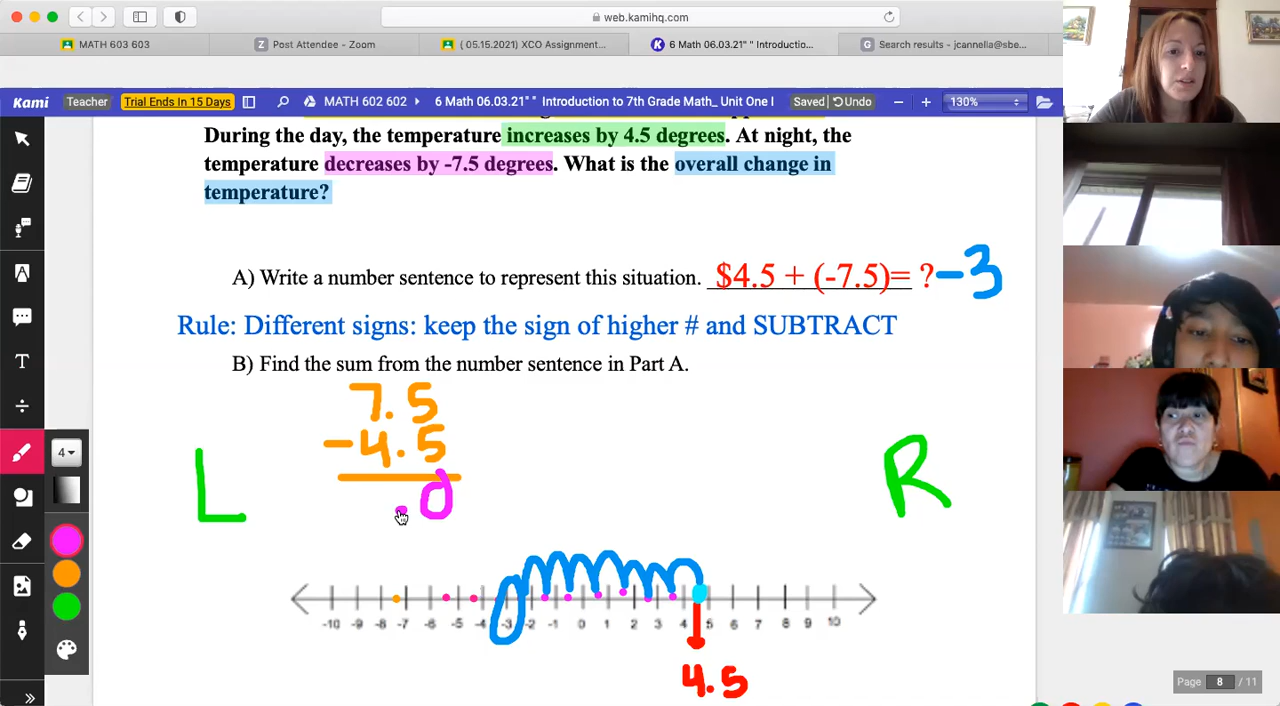 web.kamihq.com
MATH 603 603
Post Attendee - Zoom
( 05.15.2021) XCO Assignment...
6 Math 06.03.21" " Introductio...
Search results - jcannella@sbe...
Kami Teacher Trial Ends In 15 Days MATH 602 602 6 Math 06.03.21" " Introduction to 7th Grade Math_ Unit One I Saved Undo 130%
During the day, the temperature increases by 4.5 degrees. At night, the
temperature decreases by -7.5 degrees. What is the overall change in
temperature?
A) Write a number sentence to represent this situation. $4.5 + (-7.5)= ? -3
Rule: Different signs: keep the sign of higher # and SUBTRACT
B) Find the sum from the number sentence in Part A.
7.5
-4.5
.0
L
R
-10 -9 -8 -7 -6 -5 -4 -3 -2 -1 0 1 2 3 4 5 6 7 8 9 10
4.5
4
Page 8 / 11